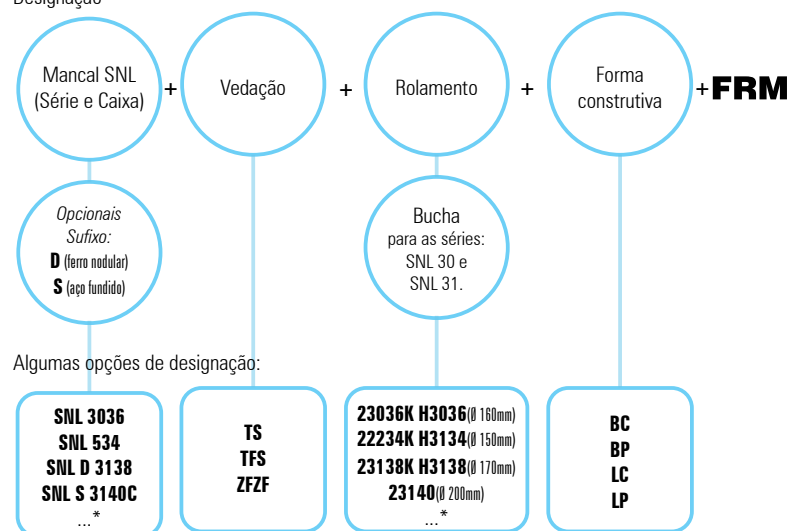 Designação
Mancal SNL
(Série e Caixa)
+
Vedação
+
Rolamento
+
Forma
construtiva
+FRM
Opcionais
Sufixo:
D (ferro nodular)
S (aço fundido)
Bucha
para as séries:
SNL 30 e
SNL 31.
Algumas opções de designação:
SNL 3036
SNL 534
SNL D 3138
SNL S 3140C
...*
TS
TFS
ZFZF
23036K H3036(Ø 160mm)
22234K H3134(Ø 150mm)
23138K H3138(Ø 170mm)
23140(Ø 200mm)
...*
BC
BP
LC
LP